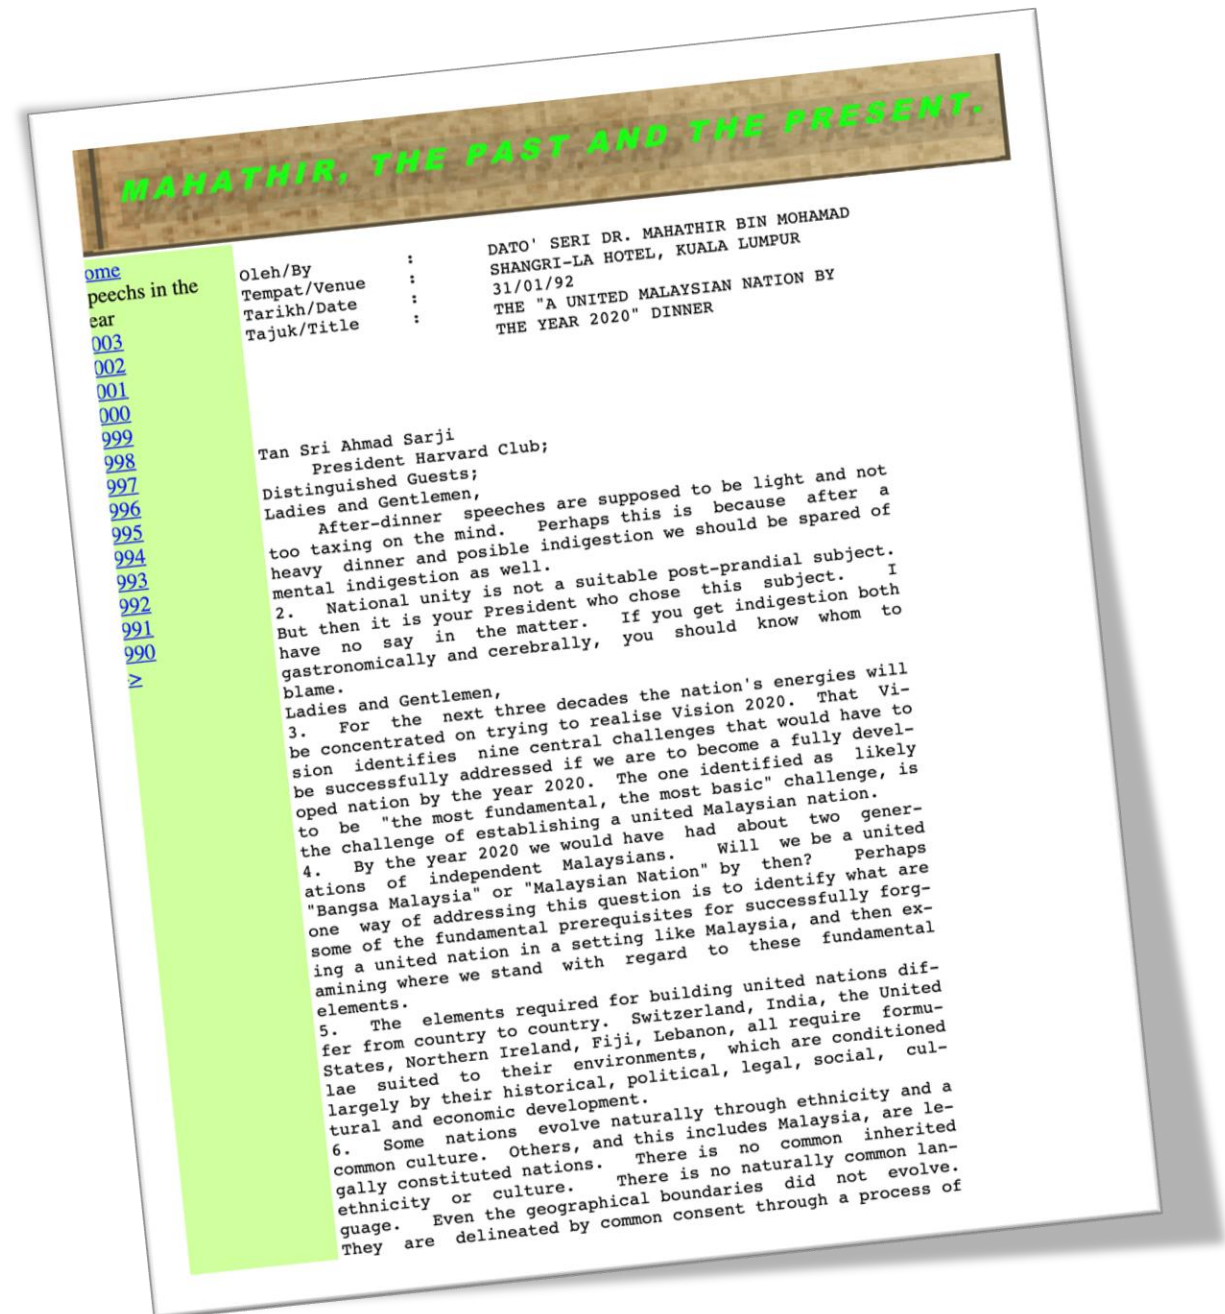 MAHATHIR, THE PAST AND THE PRESENT.
ome
peechs in the
ear
003
002
001
000
999
998
997
996
995
994
993
992
991
990
>
Oleh/By : DATO' SERI DR. MAHATHIR BIN MOHAMAD
Tempat/Venue : SHANGRI-LA HOTEL, KUALA LUMPUR
Tarikh/Date : 31/01/92
Tajuk/Title : THE "A UNITED MALAYSIAN NATION BY
THE YEAR 2020" DINNER
Tan Sri Ahmad Sarji
President Harvard Club;
Distinguished Guests;
Ladies and Gentlemen,
After-dinner speeches are supposed to be light and not
too taxing on the mind. Perhaps this is because after a
heavy dinner and posible indigestion we should be spared of
mental indigestion as well.
2. National unity is not a suitable post-prandial subject.
But then it is your President who chose this subject. I
have no say in the matter. If you get indigestion both
gastronomically and cerebrally, you should know whom to
blame.
Ladies and Gentlemen,
3. For the next three decades the nation's energies will
be concentrated on trying to realise Vision 2020. That Vi-
sion identifies nine central challenges that would have to
be successfully addressed if we are to become a fully devel-
oped nation by the year 2020. The one identified as likely
to be "the most fundamental, the most basic" challenge, is
the challenge of establishing a united Malaysian nation.
4. By the year 2020 we would have had about two gener-
ations of independent Malaysians. Will we be a united
"Bangsa Malaysia" or "Malaysian Nation" by then? Perhaps
one way of addressing this question is to identify what are
some of the fundamental prerequisites for successfully forg-
ing a united nation in a setting like Malaysia, and then ex-
amining where we stand with regard to these fundamental
elements.
5. The elements required for building united nations dif-
fer from country to country. Switzerland, India, the United
States, Northern Ireland, Fiji, Lebanon, all require formu-
lae suited to their environments, which are conditioned
largely by their historical, political, legal, social, cul-
tural and economic development.
6. Some nations evolve naturally through ethnicity and a
common culture. Others, and this includes Malaysia, are le-
gally constituted nations. There is no common inherited
ethnicity or culture. There is no naturally common lan-
guage. Even the geographical boundaries did not evolve.
They are delineated by common consent through a process of